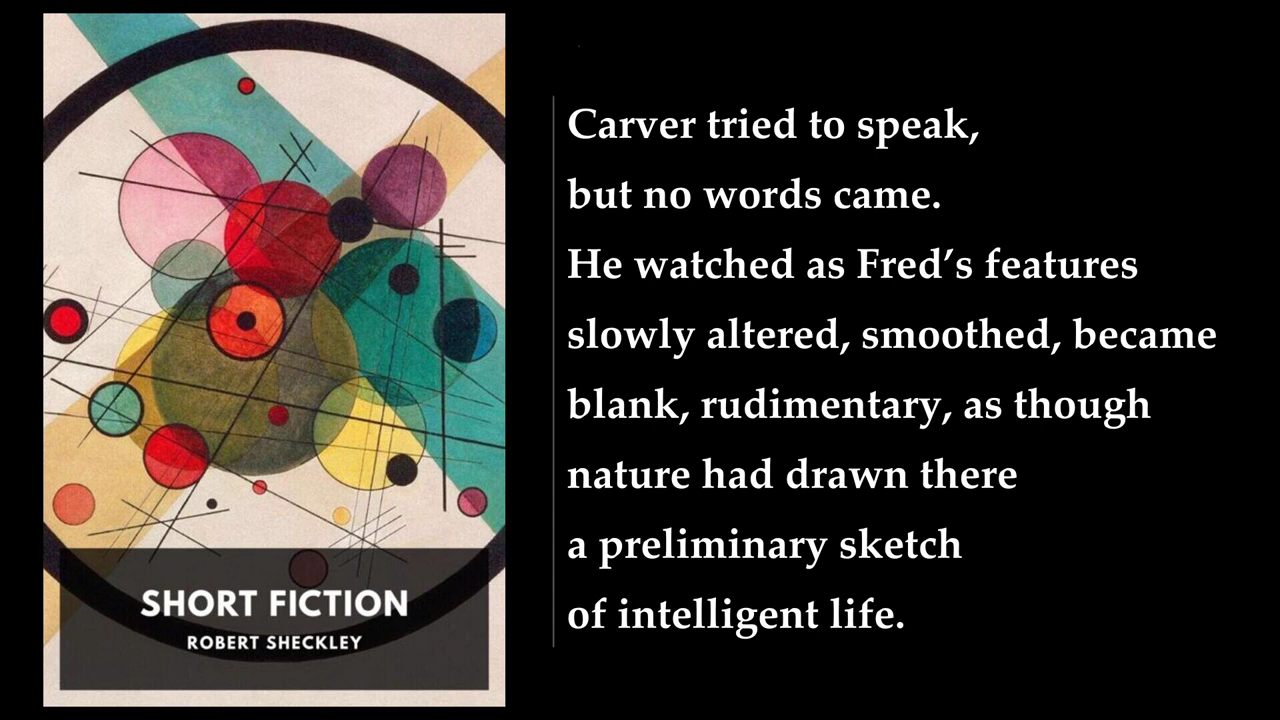 SHORT FICTION
ROBERT SHECKLEY
Carver tried to speak,
but no words came.
He watched as Fred’s features
slowly altered, smoothed, became
blank, rudimentary, as though
nature had drawn there
a preliminary sketch
of intelligent life.